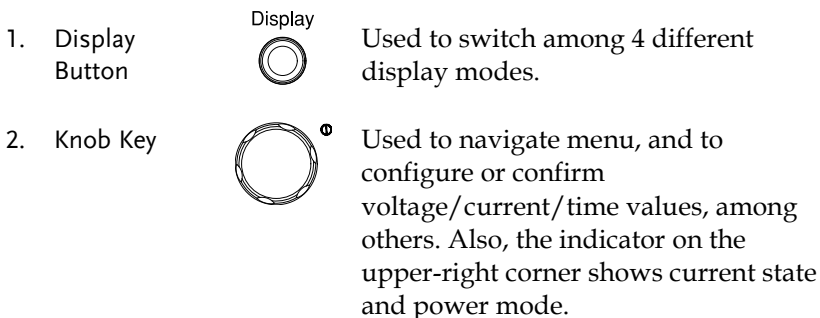 1. Display Button
Display
Used to switch among 4 different
display modes.
2. Knob Key
Used to navigate menu, and to
configure or confirm
voltage/current/time values, among
others. Also, the indicator on the
upper-right corner shows current state
and power mode.